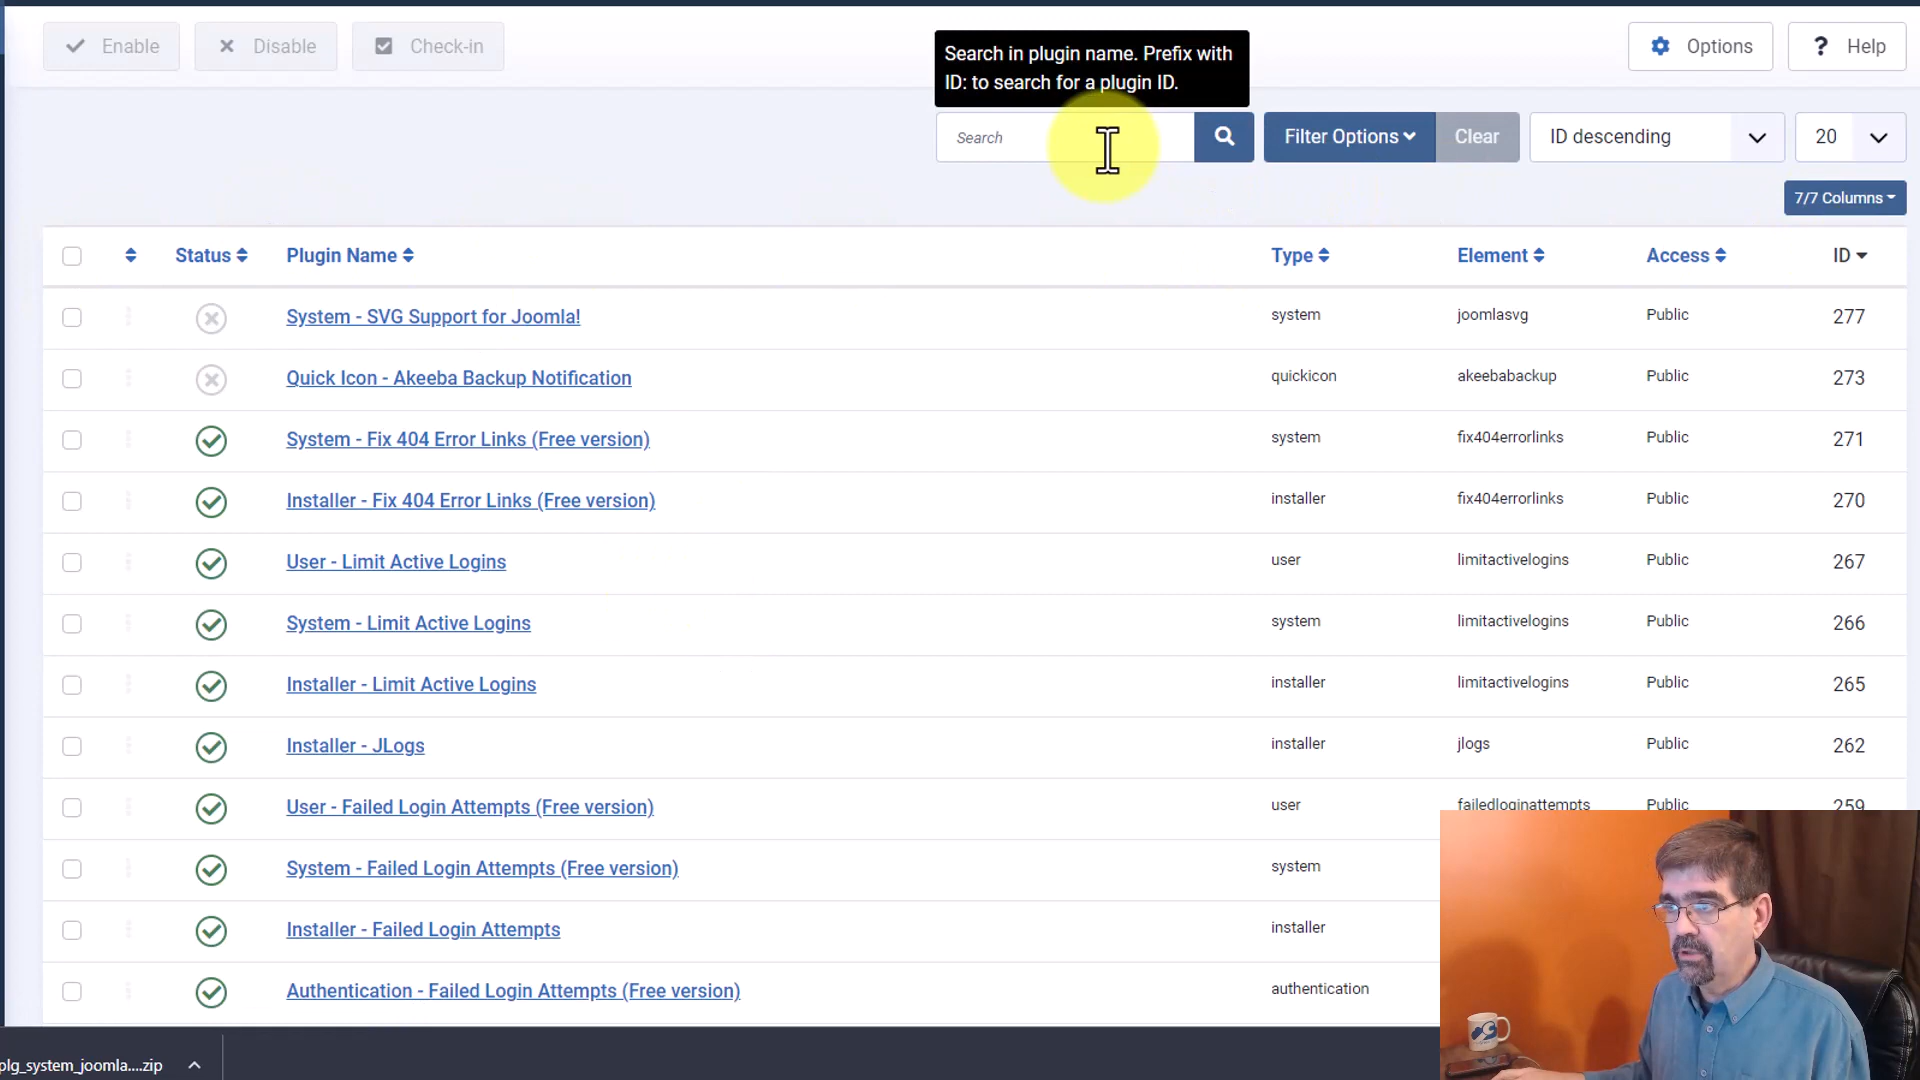 Enable Disable Check-in Options ? Help
Search in plugin name. Prefix with
ID: to search for a plugin ID.
Search Filter Options Clear ID descending 20
7/7 Columns
Status Plugin Name Type Element Access ID
System - SVG Support for Joomla! system joomlasvg Public 277
Quick Icon - Akeeba Backup Notification quickicon akeebabackup Public 273
System - Fix 404 Error Links (Free version) system fix404errorlinks Public 271
Installer - Fix 404 Error Links (Free version) installer fix404errorlinks Public 270
User - Limit Active Logins user limitactivelogins Public 267
System - Limit Active Logins system limitactivelogins Public 266
Installer - Limit Active Logins installer limitactivelogins Public 265
Installer - JLogs installer jlogs Public 262
User - Failed Login Attempts (Free version) user failedloginattempts Public 259
System - Failed Login Attempts (Free version) system
Installer - Failed Login Attempts installer
Authentication - Failed Login Attempts (Free version) authentication
plg_system_joomla....zip